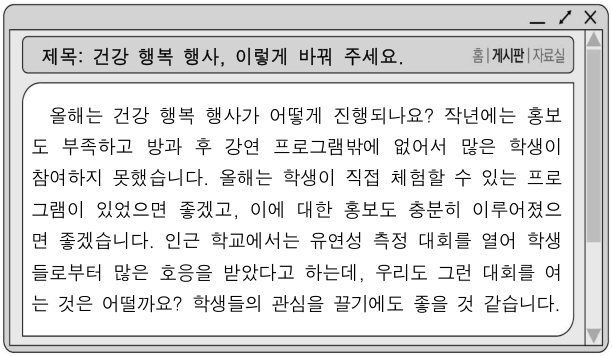 제목: 건강 행복 행사, 이렇게 바꿔 주세요. 홈|게시판|자료실
올해는 건강 행복 행사가 어떻게 진행되나요? 작년에는 홍보
도 부족하고 방과 후 강연 프로그램밖에 없어서 많은 학생이
참여하지 못했습니다. 올해는 학생이 직접 체험할 수 있는 프로
그램이 있었으면 좋겠고, 이에 대한 홍보도 충분히 이루어졌으
면 좋겠습니다. 인근 학교에서는 유연성 측정 대회를 열어 학생
들로부터 많은 호응을 받았다고 하는데, 우리도 그런 대회를 여
는 것은 어떨까요? 학생들의 관심을 끌기에도 좋을 것 같습니다.